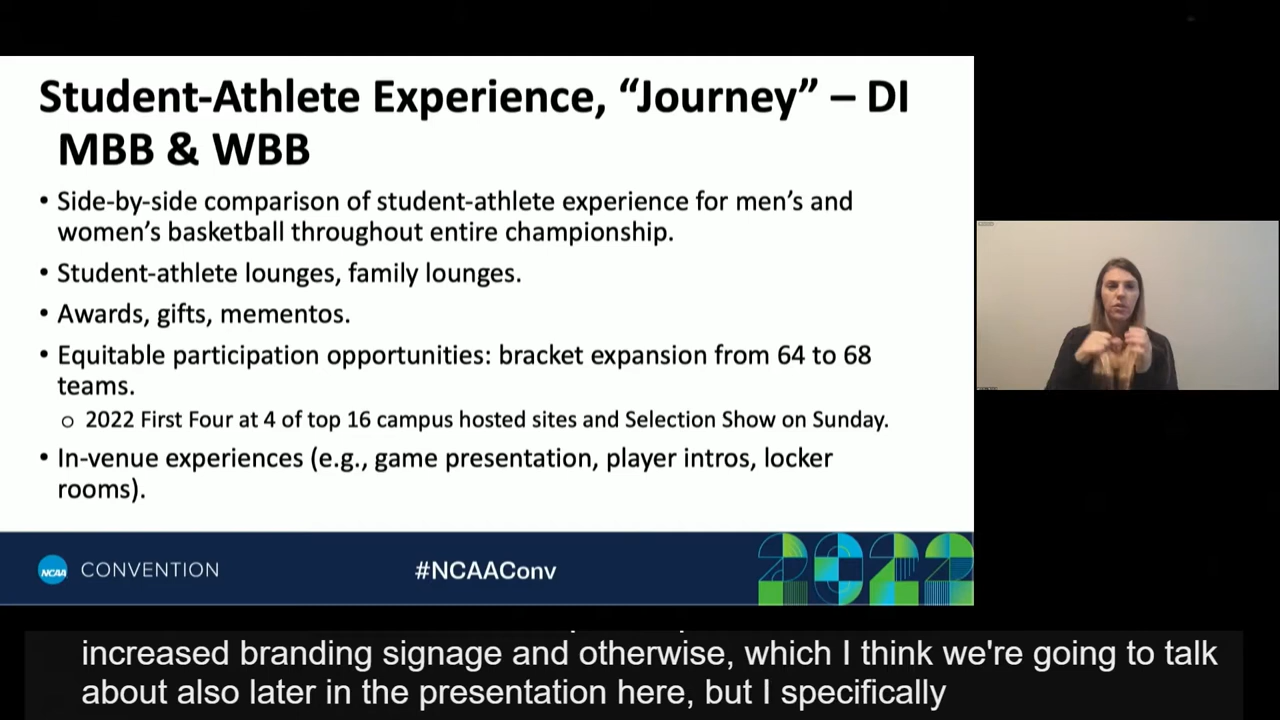 Student-Athlete Experience, “Journey” – DI
MBB & WBB
• Side-by-side comparison of student-athlete experience for men’s and
women’s basketball throughout entire championship.
• Student-athlete lounges, family lounges.
• Awards, gifts, mementos.
• Equitable participation opportunities: bracket expansion from 64 to 68
teams.
o 2022 First Four at 4 of top 16 campus hosted sites and Selection Show on Sunday.
• In-venue experiences (e.g., game presentation, player intros, locker
rooms).
NCAA CONVENTION
#NCAAConv
2022
increased branding signage and otherwise, which I think we're going to talk
about also later in the presentation here, but I specifically